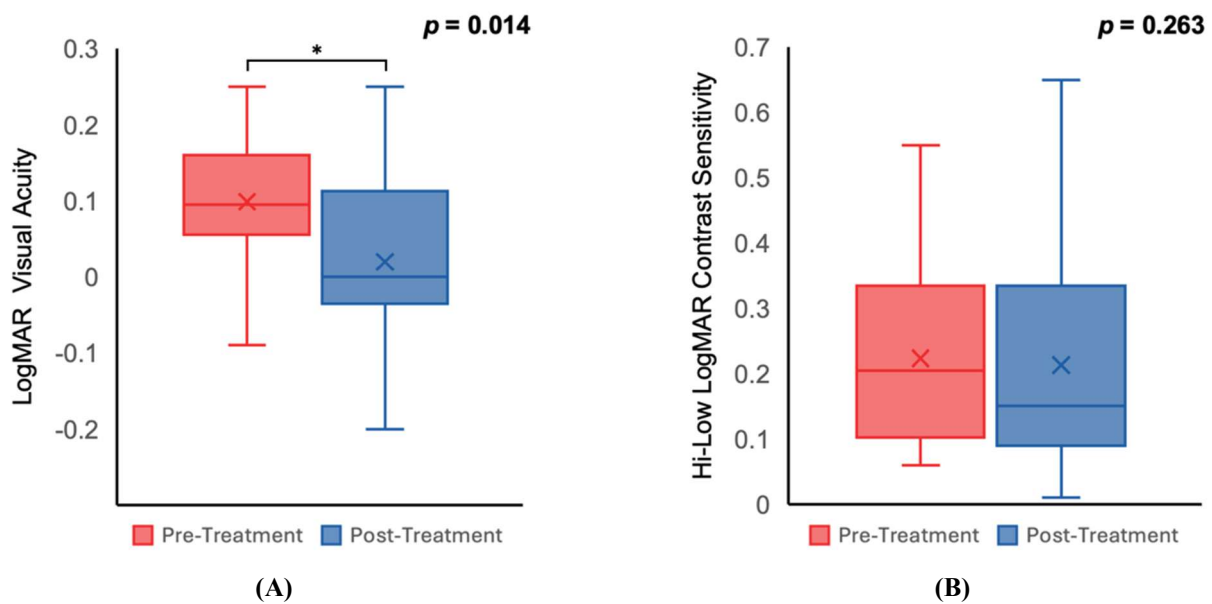 p = 0.014
*
0.3
0.2
0.1
0
-0.1
-0.2
LogMAR Visual Acuity
Pre-Treatment Post-Treatment
(A)
p = 0.263
0.7
0.6
0.5
0.4
0.3
0.2
0.1
0
Hi-Low LogMAR Contrast Sensitivity
Pre-Treatment Post-Treatment
(B)